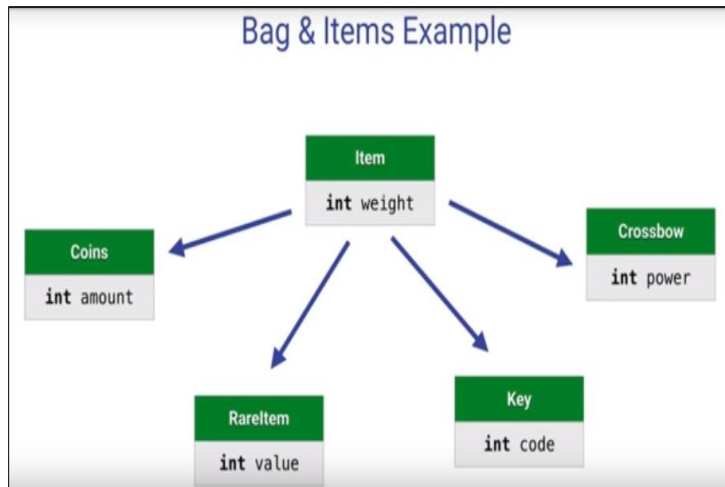 Bag & Items Example
Item
int weight
Coins
int amount
Crossbow
int power
RareItem
int value
Key
int code